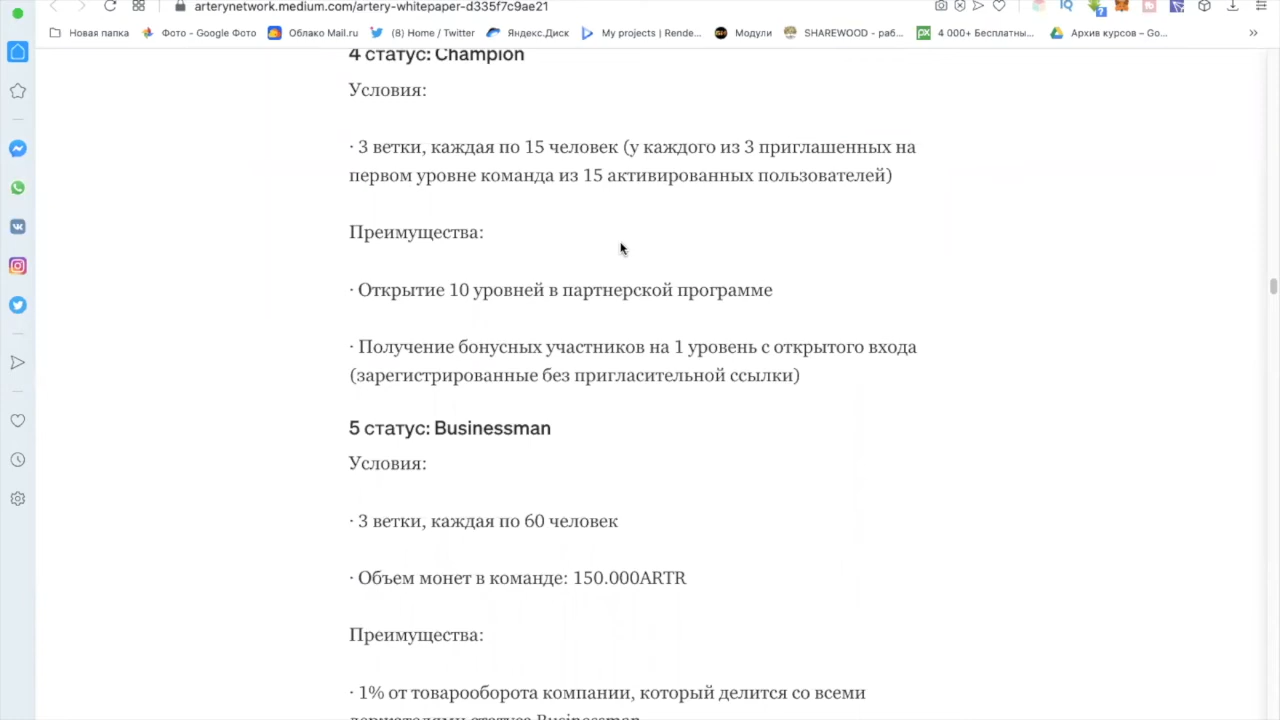 arterynetwork.medium.com/artery-whitepaper-d335f7c9ae21
Новая папка
Фото - Google Фото
Облако Mail.ru
(8) Home / Twitter
Яндекс.Диск
My projects | Rende...
Модули
SHAREWOOD - раб...
4 000+ Бесплатны...
Архив курсов – Go...
4 статус: Champion
Условия:
· 3 ветки, каждая по 15 человек (у каждого из 3 приглашенных на
первом уровне команда из 15 активированных пользователей)
Преимущества:
· Открытие 10 уровней в партнерской программе
· Получение бонусных участников на 1 уровень с открытого входа
(зарегистрированные без пригласительной ссылки)
5 статус: Businessman
Условия:
· 3 ветки, каждая по 60 человек
· Объем монет в команде: 150.000ARTR
Преимущества:
· 1% от товарооборота компании, который делится со всеми
держателями статуса Businessman